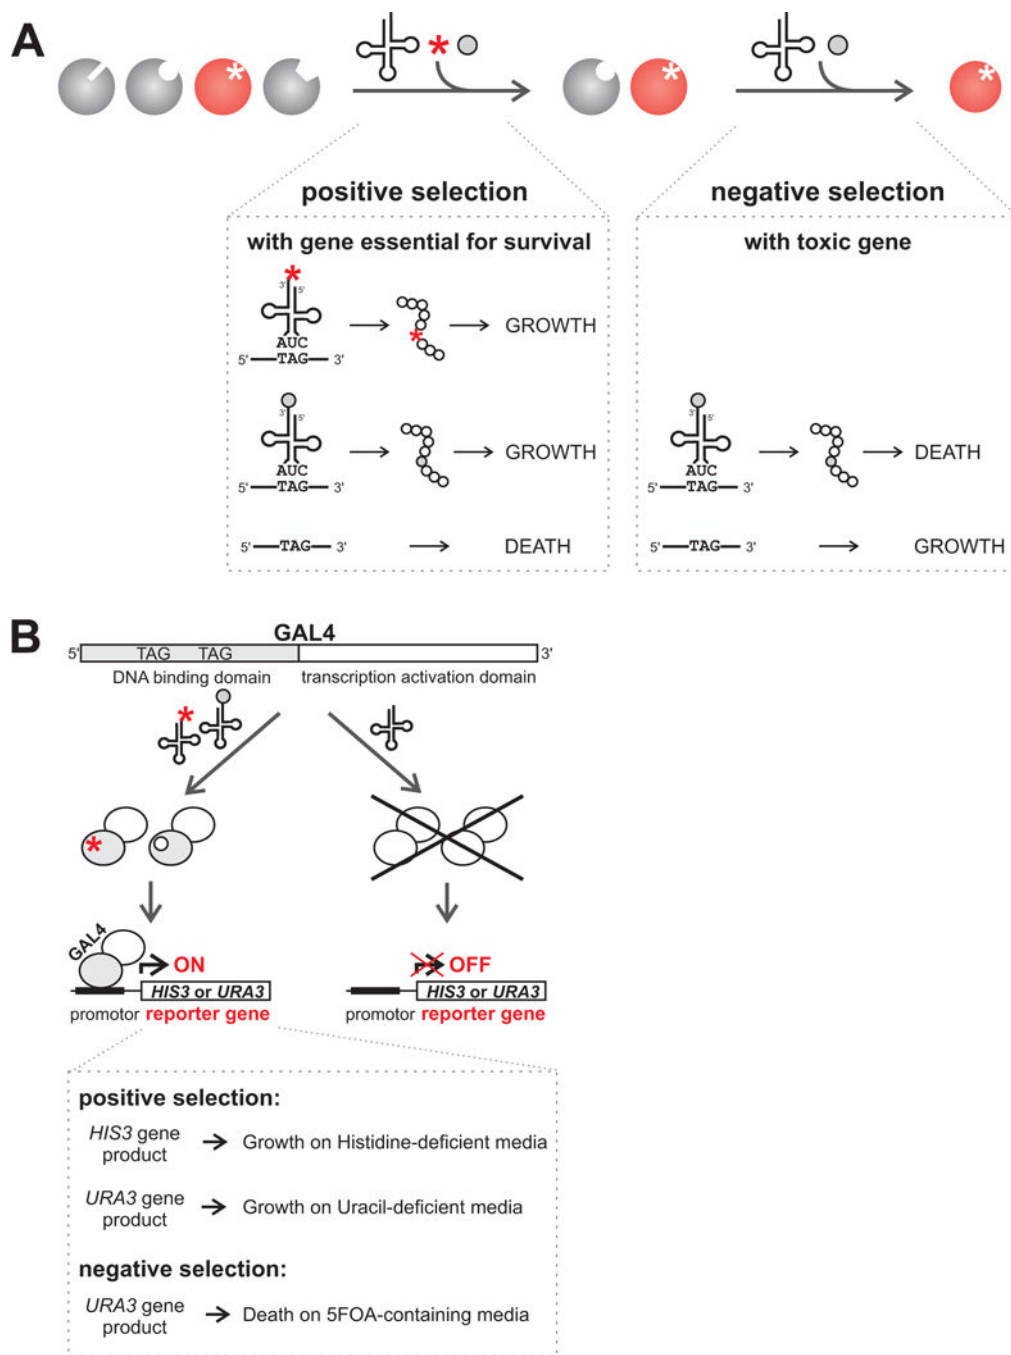 A
positive selection
negative selection
with gene essential for survival
with toxic gene
3' 5'
AUC
5' TAG 3'
GROWTH
3' 5'
AUC
5' TAG 3'
GROWTH
3' 5'
AUC
5' TAG 3'
DEATH
5' TAG 3'
DEATH
5' TAG 3'
GROWTH
B
GAL4
5' TAG TAG 3'
DNA binding domain
transcription activation domain
GAL4
ON
HIS3 or URA3
promotor reporter gene
OFF
HIS3 or URA3
promotor reporter gene
positive selection:
HIS3 gene
product
Growth on Histidine-deficient media
URA3 gene
product
Growth on Uracil-deficient media
negative selection:
URA3 gene
product
Death on 5FOA-containing media